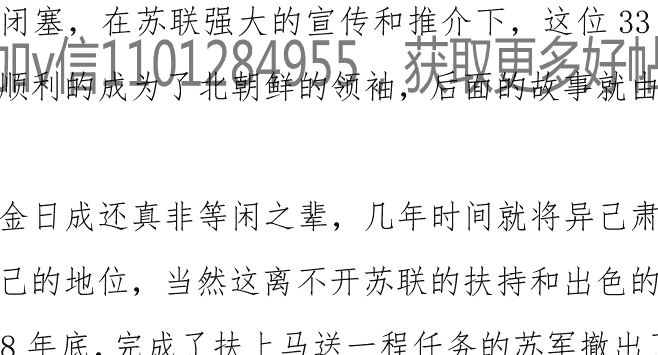 闭塞，在苏联强大的宣传和推介下，这位 33
加v信1101284955，获取更多好帖
顺利的成为了北朝鲜的领袖，后面的故事就由
金日成还真非等闲之辈，几年时间就将异己肃
己的地位，当然这离不开苏联的扶持和出色的
8 年底，完成了扶上马送一程任务的苏军撤出了